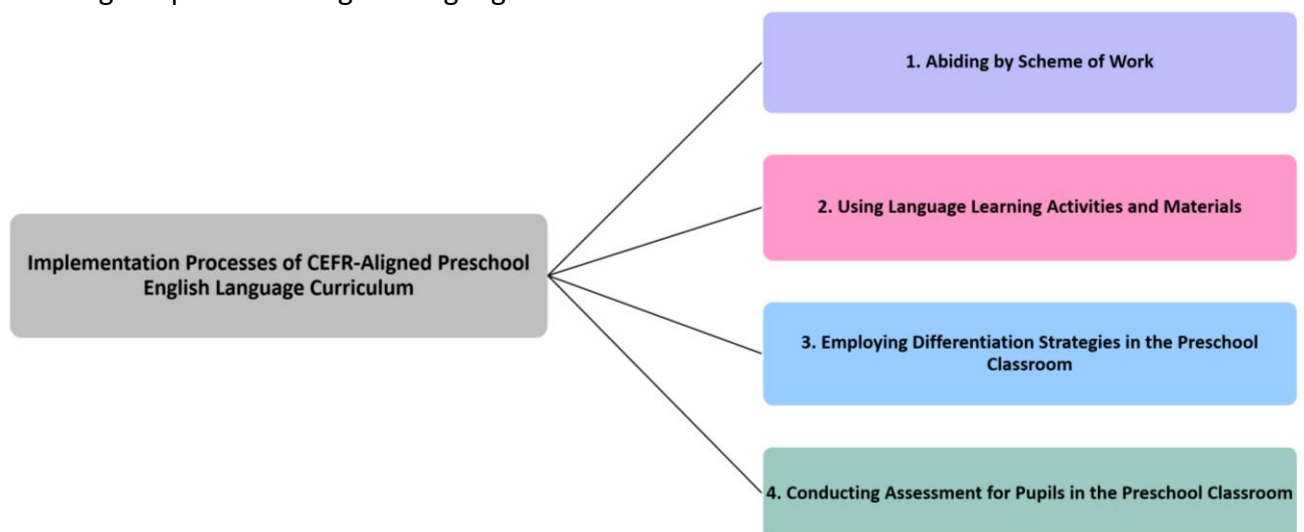 Implementation Processes of CEFR-Aligned Preschool
English Language Curriculum
1. Abiding by Scheme of Work
2. Using Language Learning Activities and Materials
3. Employing Differentiation Strategies in the Preschool
Classroom
4. Conducting Assessment for Pupils in the Preschool Classroom